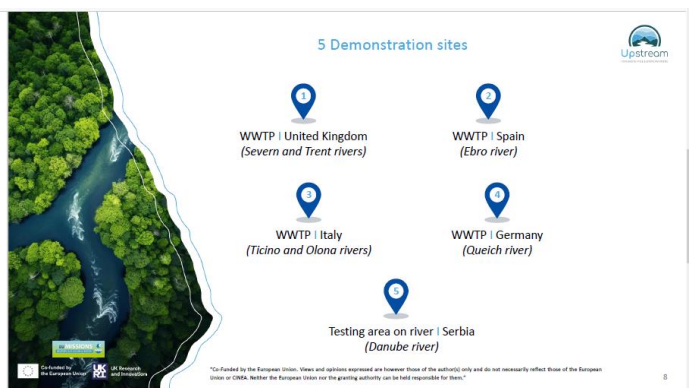 5 Demonstration sites
Upstream
1
WWTP | United Kingdom
(Severn and Trent rivers)
2
WWTP | Spain
(Ebro river)
3
WWTP | Italy
(Ticino and Olona rivers)
4
WWTP | Germany
(Queich river)
5
Testing area on river | Serbia
(Danube river)
MISSIONS
Co-funded by
the European Union
UK
RI
UK Research
and Innovation
"Co-Funded by the European Union. Views and opinions expressed are however those of the author(s) only and do not necessarily reflect those of the European
Union or CINEA. Neither the European Union nor the granting authority can be held responsible for them."
8